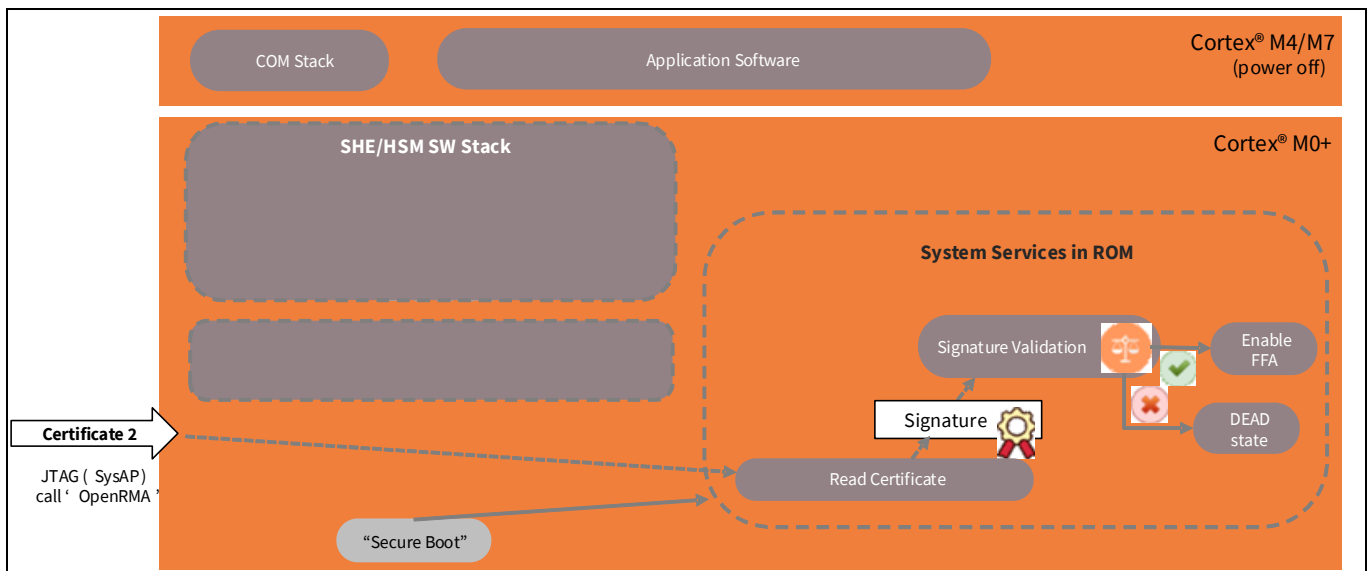 COM Stack
Application Software
Cortex® M4/M7
(power off)
SHE/HSM SW Stack
Cortex® M0+
System Services in ROM
Signature Validation
Enable
FFA
Signature
DEAD
state
Certificate 2
JTAG ( SysAP)
call ‘ OpenRMA ’
Read Certificate
“Secure Boot”